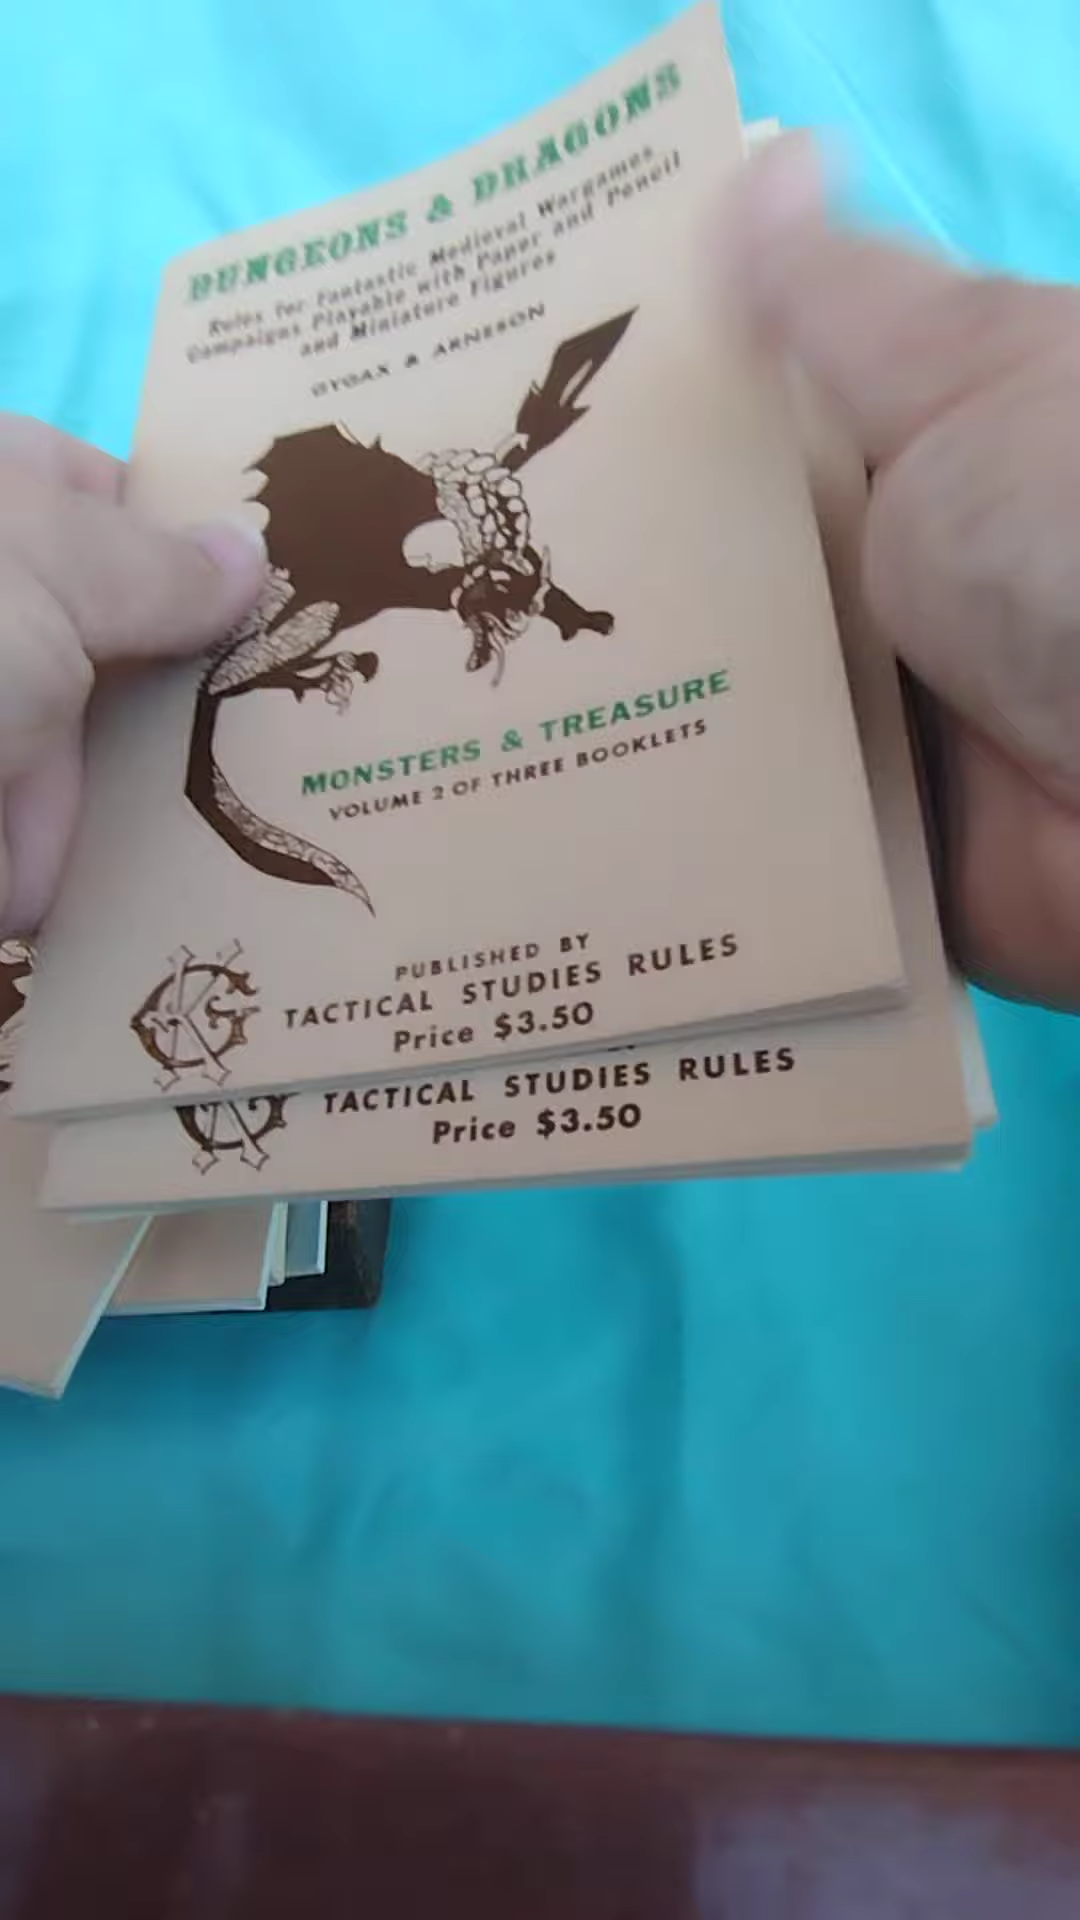 DUNGEONS & DRAGONS
Rules for Fantastic Medieval Wargames
Campaigns Playable with Paper and Pencil
and Miniature Figures
GYGAX & ARNESON
MONSTERS & TREASURE
VOLUME 2 OF THREE BOOKLETS
PUBLISHED BY
TACTICAL STUDIES RULES
Price $3.50
TACTICAL STUDIES RULES
Price $3.50